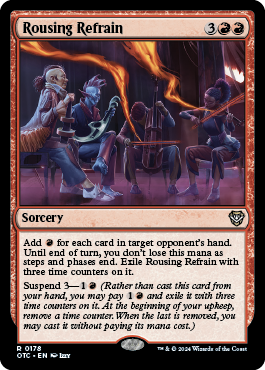 Rousing Refrain 3
Sorcery
Add R for each card in target opponent's hand.
Until end of turn, you don't lose this mana as
steps and phases end. Exile Rousing Refrain with
three time counters on it.
Suspend 3—1 R (Rather than cast this card from
your hand, you may pay 1 R and exile it with three
time counters on it. At the beginning of your upkeep,
remove a time counter. When the last is removed, you
may cast it without paying its mana cost.)
R 0178
OTC • EN Izzy
™ & © 2024 Wizards of the Coast